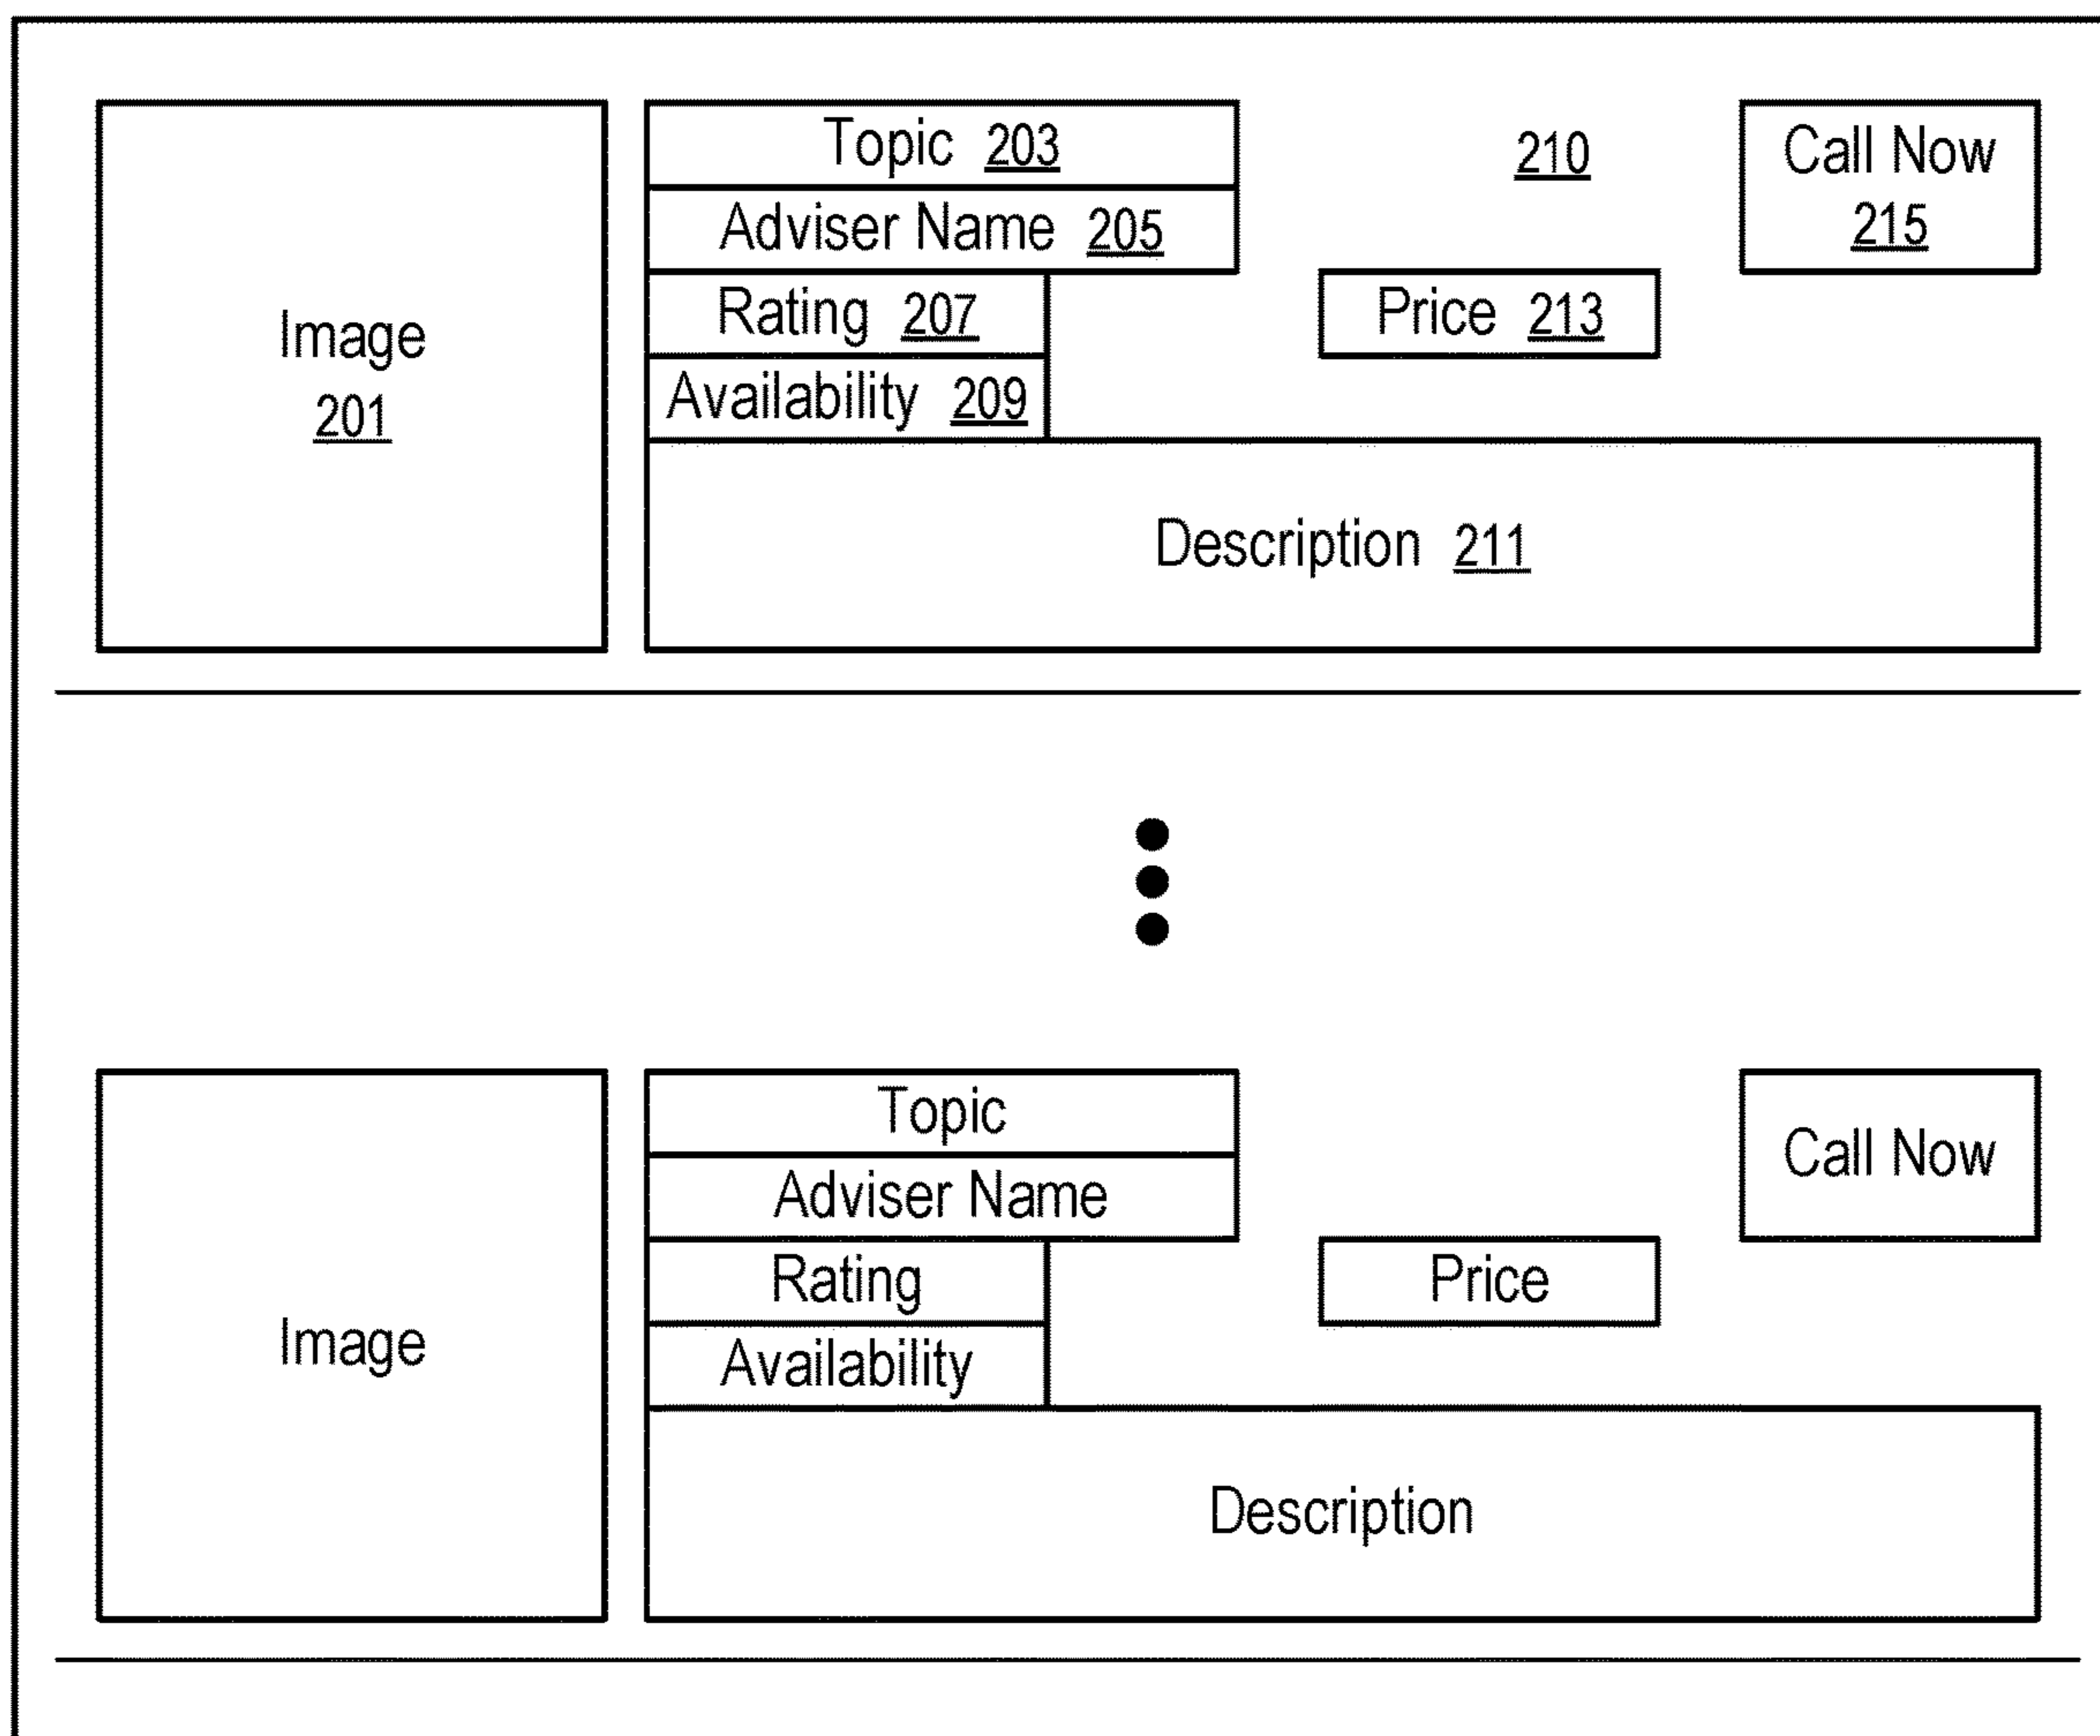 Image
201
Topic 203
Adviser Name 205
Rating 207
Availability 209
210
Price 213
Call Now
215
Description 211
Image
Topic
Adviser Name
Rating
Availability
Price
Call Now
Description